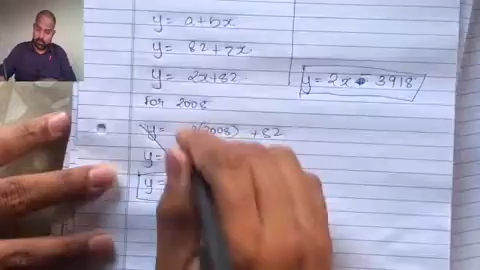 y = a+bx
y = 82+2x
y = 2x+82
y = 2x - 3918
For 2008
y = 2(2008) +82
y =
y =